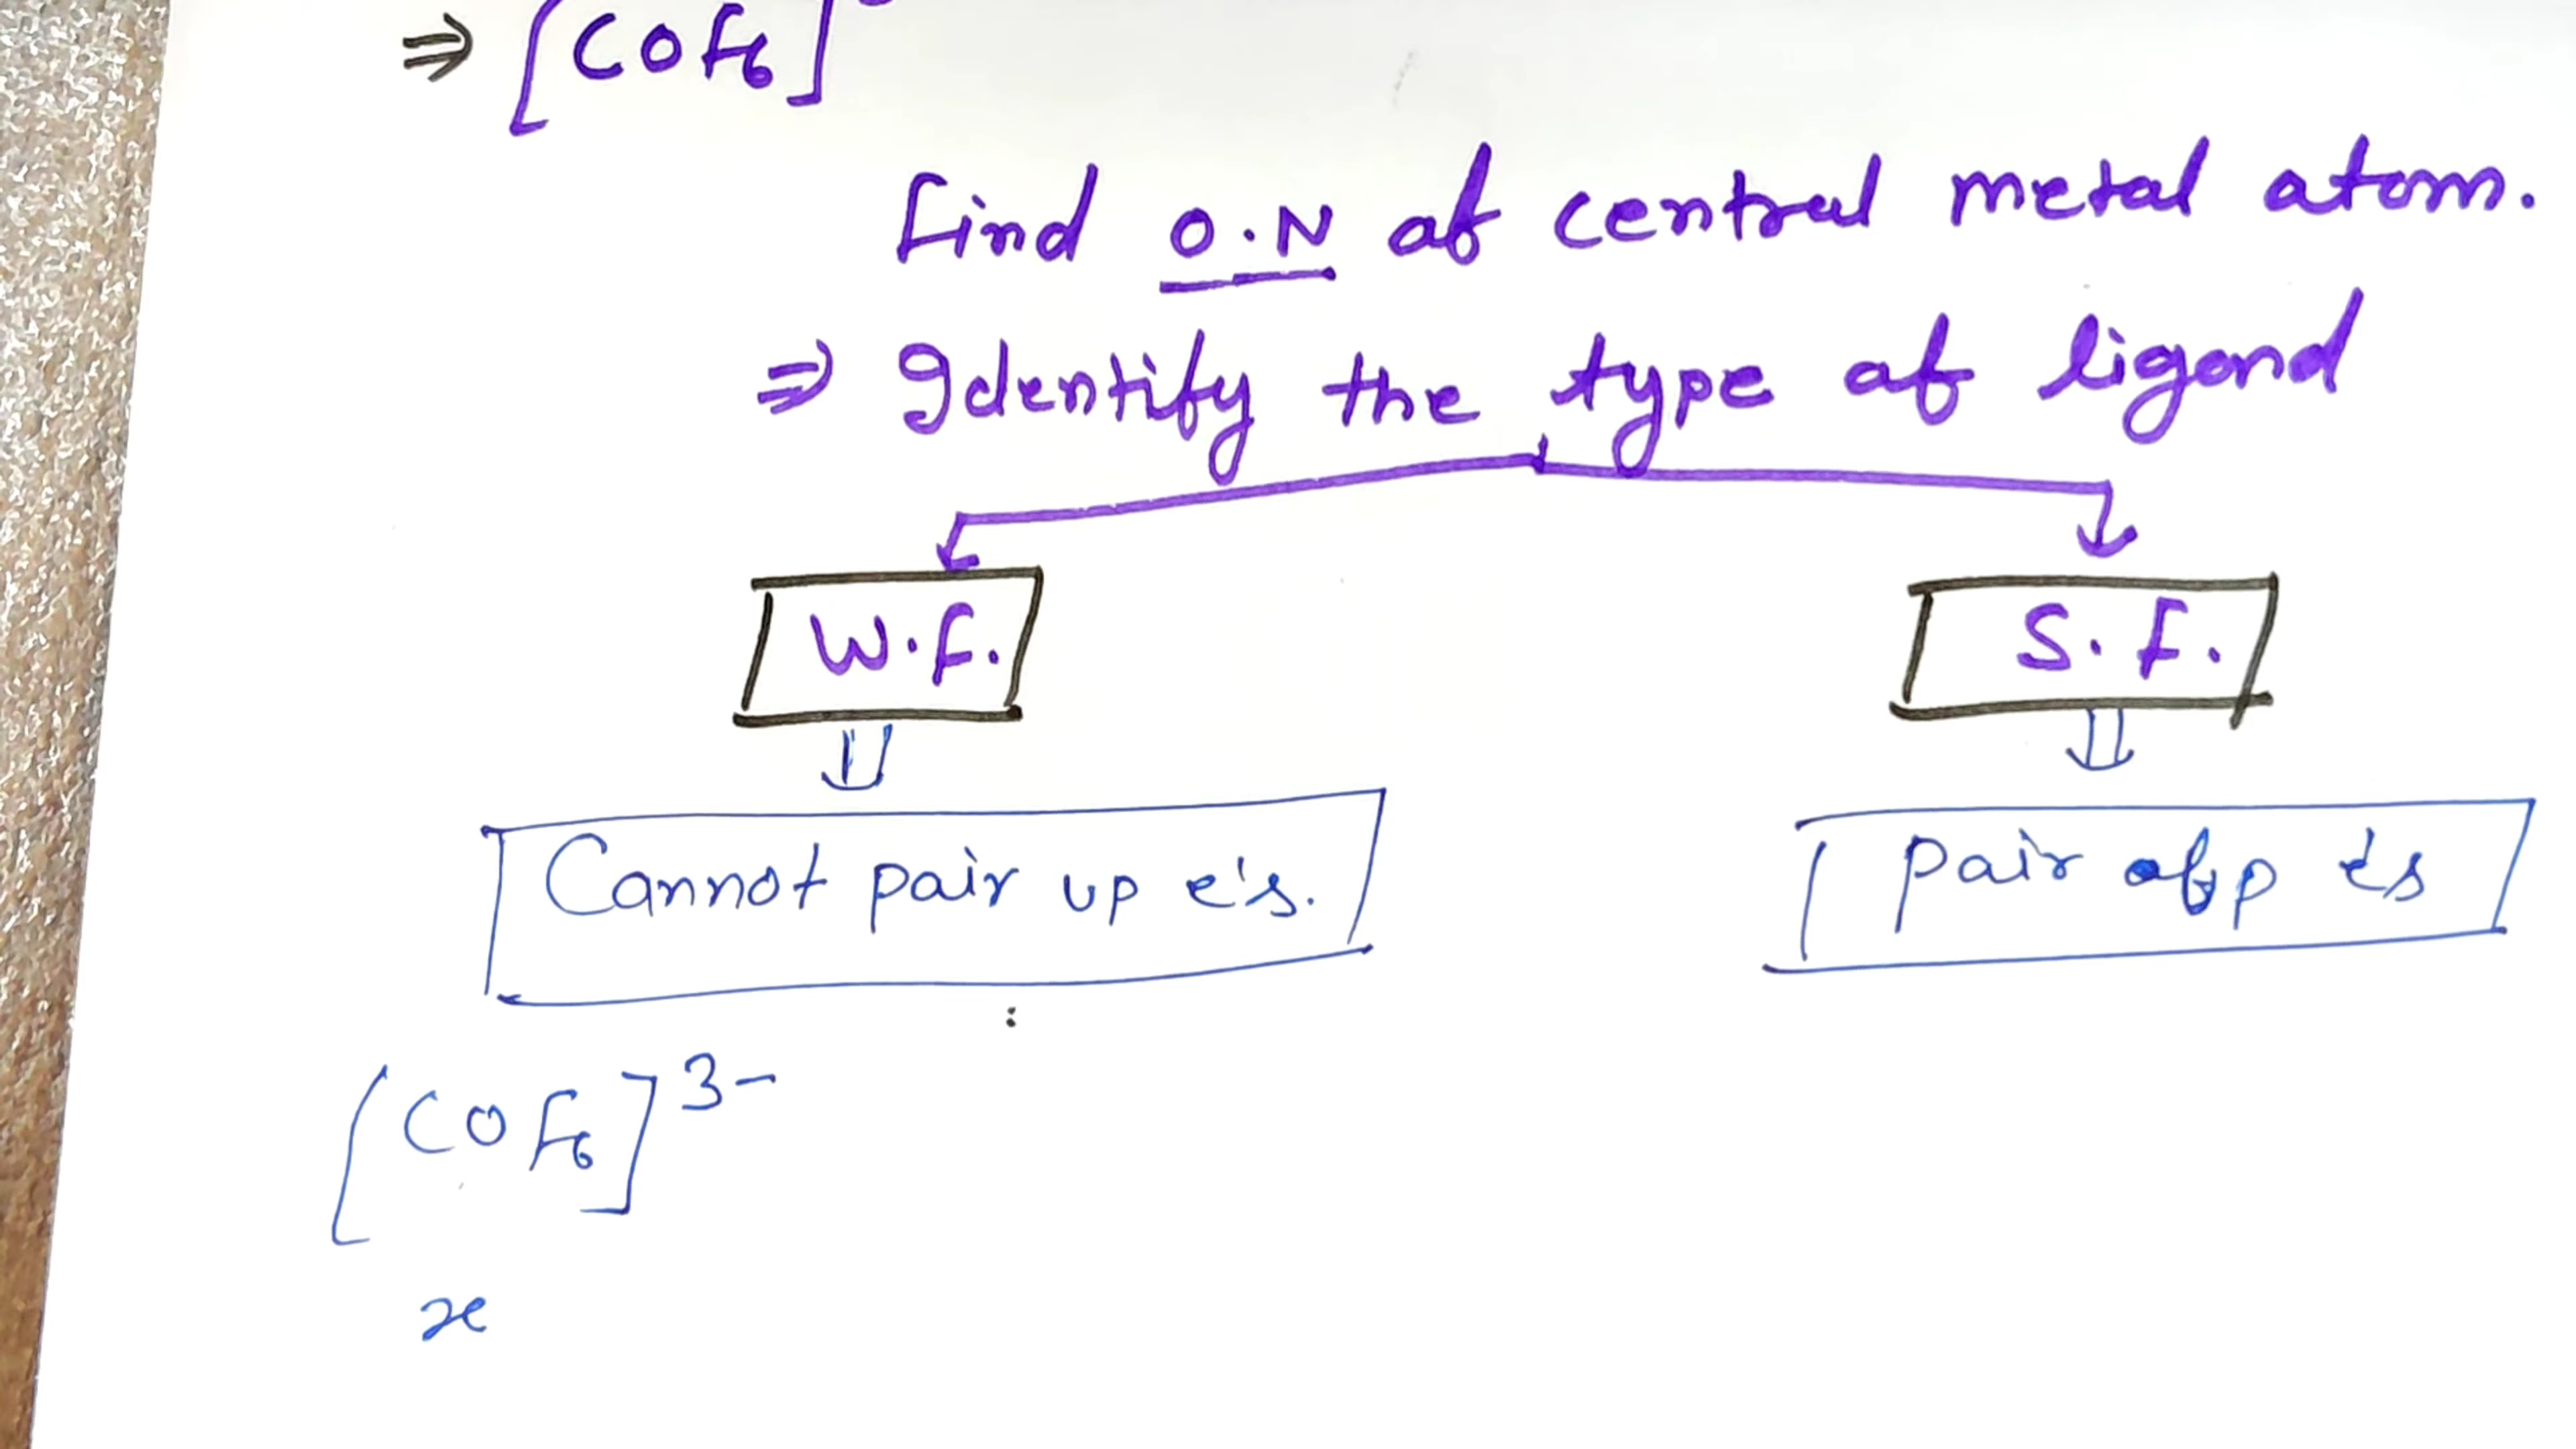 ⇒ [COF6]
Find O.N of central metal atom.
⇒ Identify the type of ligand
W.F. S.F.
Cannot pair up e's. pair up e's
[COF6]3-
x